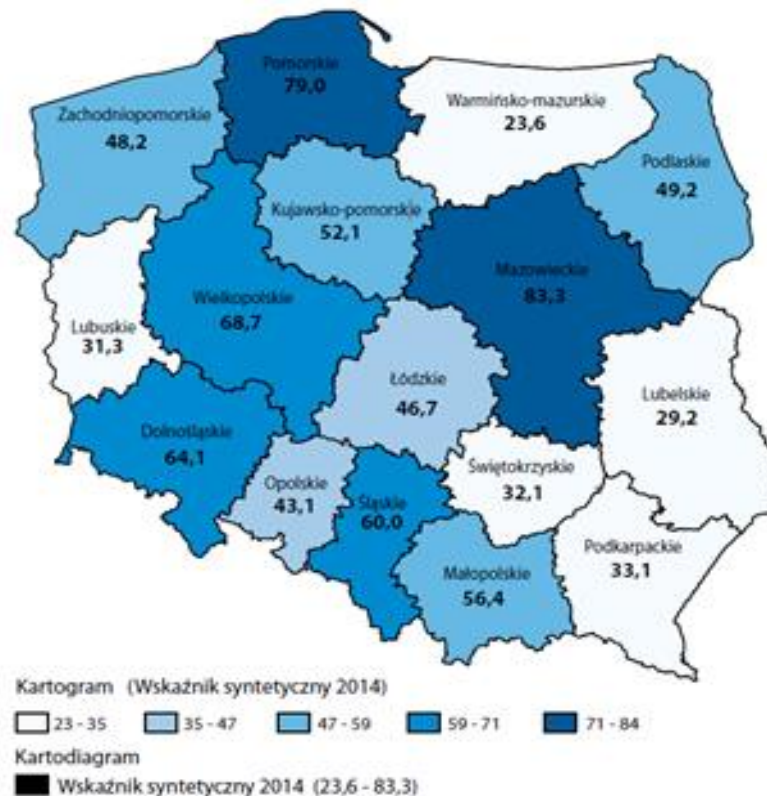 Pomorskie
79,0
Warmińsko-mazurskie
23,6
Zachodniopomorskie
48,2
Podlaskie
49,2
Kujawsko-pomorskie
52,1
Mazowieckie
83,3
Wielkopolskie
68,7
Lubuskie
31,3
Łódzkie
46,7
Lubelskie
29,2
Dolnośląskie
64,1
Opolskie
43,1
Śląskie
60,0
Świętokrzyskie
32,1
Małopolskie
56,4
Podkarpackie
33,1
Kartogram (Wskaźnik syntetyczny 2014)
23 - 35 35 - 47 47 - 59 59 - 71 71 - 84
Kartodiagram
Wskaźnik syntetyczny 2014 (23,6 - 83,3)